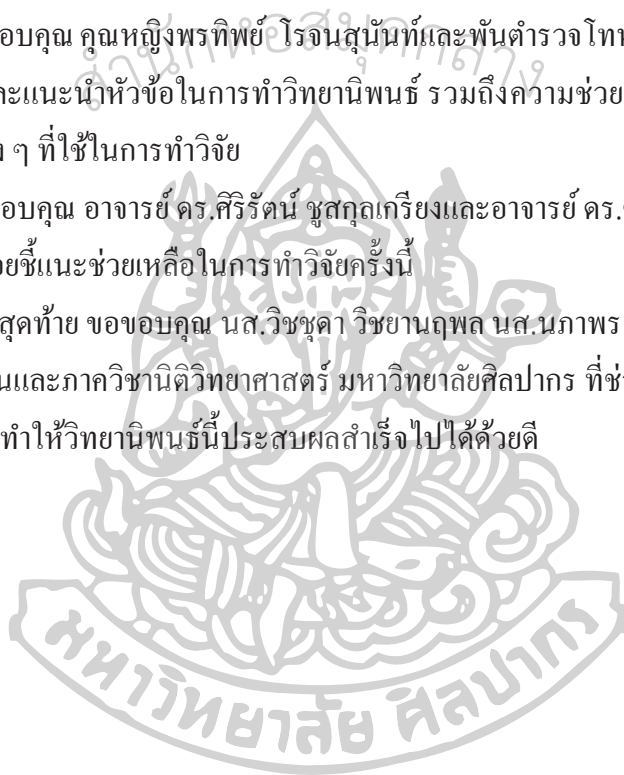 อบคุณ คุณหญิงพรทิพย์ โรจนสุนันท์และพันตำรวจโท
สำนักหอสมุดกลาง
ละแนะนำหัวข้อในการทำวิทยานิพนธ์ รวมถึงความช่วย
ง ๆ ที่ใช้ในการทำวิจัย
อบคุณ อาจารย์ ดร.ศิริรัตน์ ชูสกุลเกรียงและอาจารย์ ดร.
อยชี้แนะช่วยเหลือในการทำวิจัยครั้งนี้
สุดท้าย ขอขอบคุณ นส.วิชชุดา วิชยานฤพล นส.นภาพร
นและภาควิชานิติวิทยาศาสตร์ มหาวิทยาลัยศิลปากร ที่ช่
ทำให้วิทยานิพนธ์นี้ประสบผลสำเร็จไปได้ด้วยดี
มหาวิทยาลัย ศิลปากร